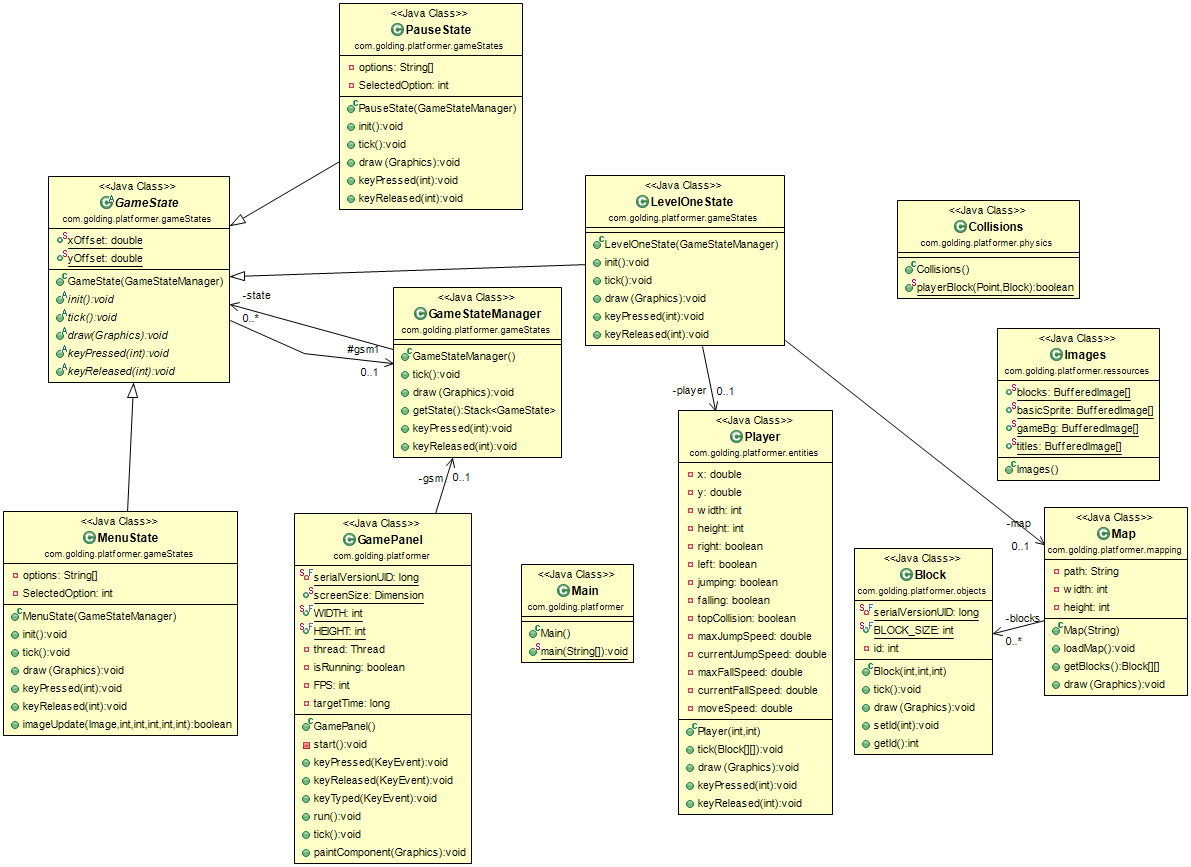 <<Java Class>>
PauseState
com.golding.platformer.gameStates
options: String[]
SelectedOption: int
PauseState(GameStateManager)
init():void
tick():void
draw(Graphics):void
keyPressed(int):void
keyReleased(int):void
<<Java Class>>
GameState
com.golding.platformer.gameStates
xOffset: double
yOffset: double
GameState(GameStateManager)
init():void
tick():void
draw(Graphics):void
keyPressed(int):void
keyReleased(int):void
-state
0..*
#gsm1
0..1
<<Java Class>>
GameStateManager
com.golding.platformer.gameStates
GameStateManager()
tick():void
draw(Graphics):void
getState():Stack<GameState>
keyPressed(int):void
keyReleased(int):void
-gsm
0..1
<<Java Class>>
LevelOneState
com.golding.platformer.gameStates
LevelOneState(GameStateManager)
init():void
tick():void
draw(Graphics):void
keyPressed(int):void
keyReleased(int):void
-player
0..1
<<Java Class>>
Collisions
com.golding.platformer.physics
Collisions()
playerBlock(Point,Block):boolean
<<Java Class>>
Images
com.golding.platformer.ressources
blocks: BufferedImage[]
basicSprite: BufferedImage[]
gameBg: BufferedImage[]
titles: BufferedImage[]
Images()
<<Java Class>>
MenuState
com.golding.platformer.gameStates
options: String[]
SelectedOption: int
MenuState(GameStateManager)
init():void
tick():void
draw(Graphics):void
keyPressed(int):void
keyReleased(int):void
imageUpdate(Image,int,int,int,int,int):boolean
<<Java Class>>
GamePanel
com.golding.platformer
serialVersionUID: long
screenSize: Dimension
WIDTH: int
HEIGHT: int
thread: Thread
isRunning: boolean
FPS: int
targetTime: long
GamePanel()
start():void
keyPressed(KeyEvent):void
keyReleased(KeyEvent):void
keyTyped(KeyEvent):void
run():void
tick():void
paintComponent(Graphics):void
<<Java Class>>
Main
com.golding.platformer
Main()
main(String[]):void
<<Java Class>>
Player
com.golding.platformer.entities
x: double
y: double
width: int
height: int
right: boolean
left: boolean
jumping: boolean
falling: boolean
topCollision: boolean
maxJumpSpeed: double
currentJumpSpeed: double
maxFallSpeed: double
currentFallSpeed: double
moveSpeed: double
Player(int,int)
tick(Block[][]):void
draw(Graphics):void
keyPressed(int):void
keyReleased(int):void
<<Java Class>>
Block
com.golding.platformer.objects
serialVersionUID: long
BLOCK_SIZE: int
id: int
Block(int,int,int)
tick():void
draw(Graphics):void
setId(int):void
getId():int
-map
0..1
-blocks
0..*
<<Java Class>>
Map
com.golding.platformer.mapping
path: String
width: int
height: int
Map(String)
loadMap():void
getBlocks():Block[][]
draw(Graphics):void